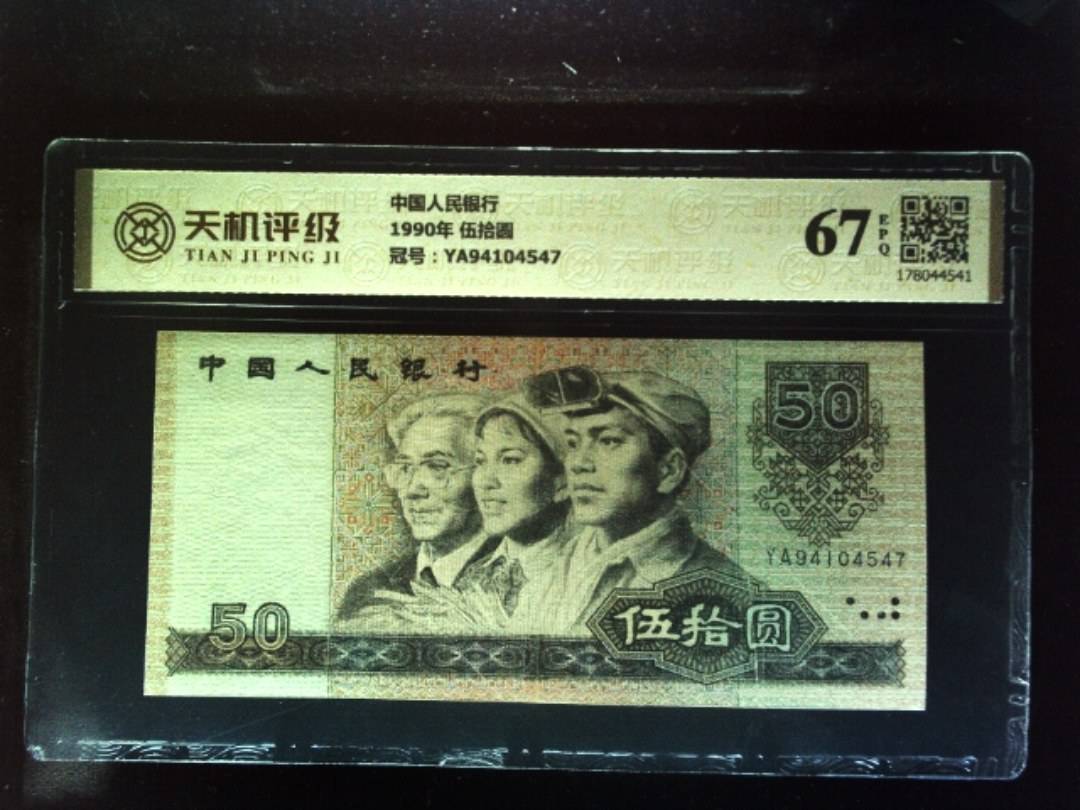 天机评级
TIAN JI PING JI
中国人民银行
1990年 伍拾圆
冠号：YA94104547
67
EPQ
178044541
中國人民银行
50
YA94104547
50
伍拾圆